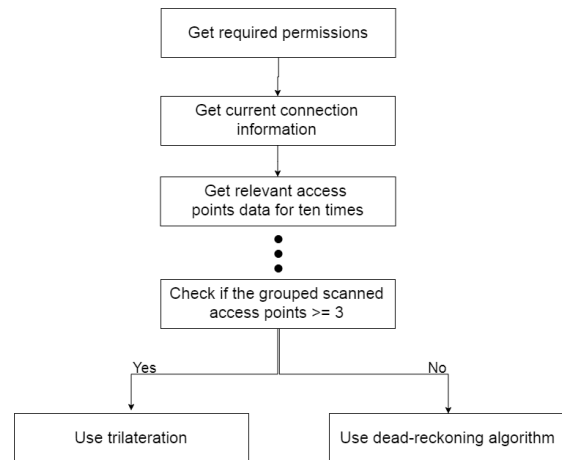 Get required permissions
Get current connection
information
Get relevant access
points data for ten times
Check if the grouped scanned
access points >= 3
Yes
No
Use trilateration
Use dead-reckoning algorithm